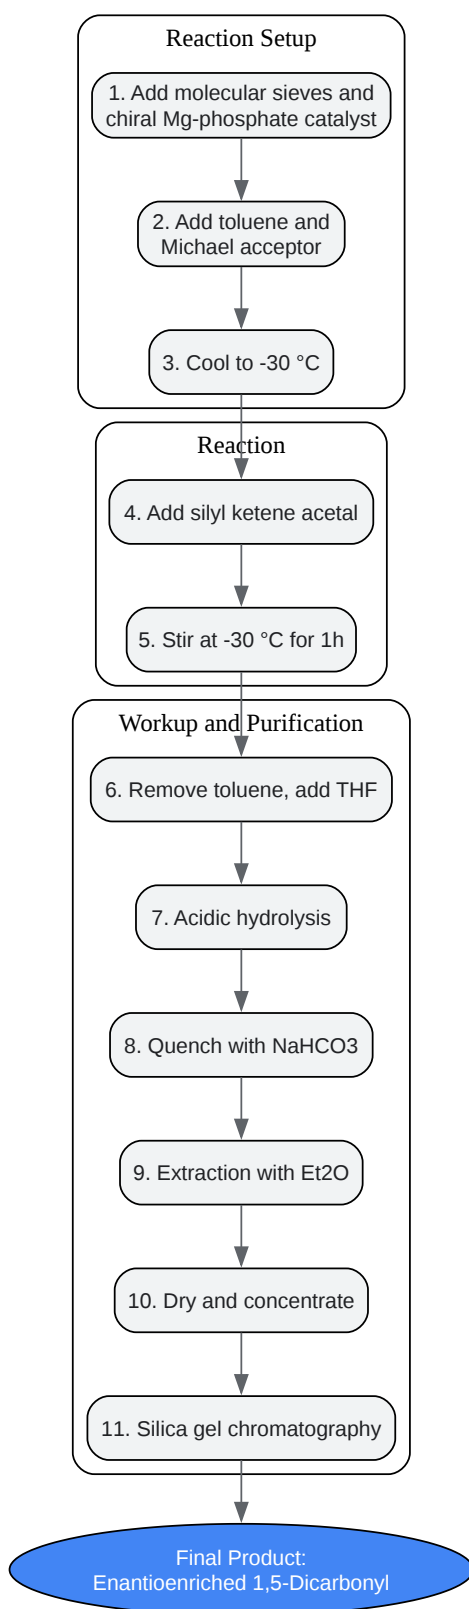 Reaction Setup
1. Add molecular sieves and
chiral Mg-phosphate catalyst
2. Add toluene and
Michael acceptor
3. Cool to -30 °C
Reaction
4. Add silyl ketene acetal
5. Stir at -30 °C for 1h
Workup and Purification
6. Remove toluene, add THF
7. Acidic hydrolysis
8. Quench with NaHCO3
9. Extraction with Et2O
10. Dry and concentrate
11. Silica gel chromatography
Final Product:
Enantioenriched 1,5-Dicarbonyl